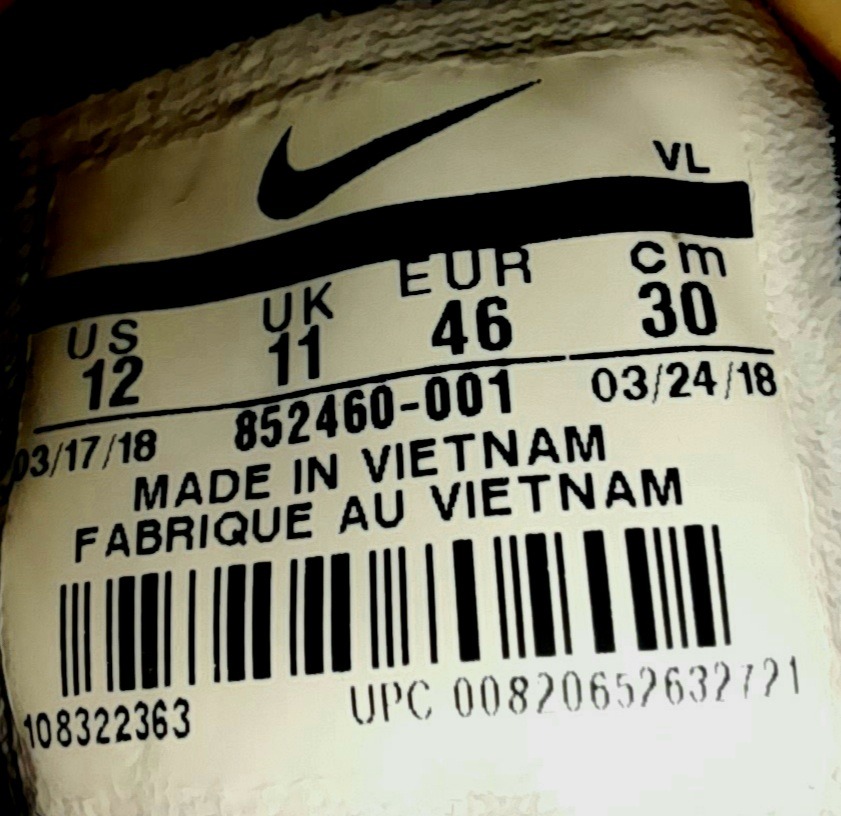 VL
US UK EUR cm
12 11 46 30
03/17/18 852460-001 03/24/18
MADE IN VIETNAM
FABRIQUE AU VIETNAM
108322363 UPC 00820652632721